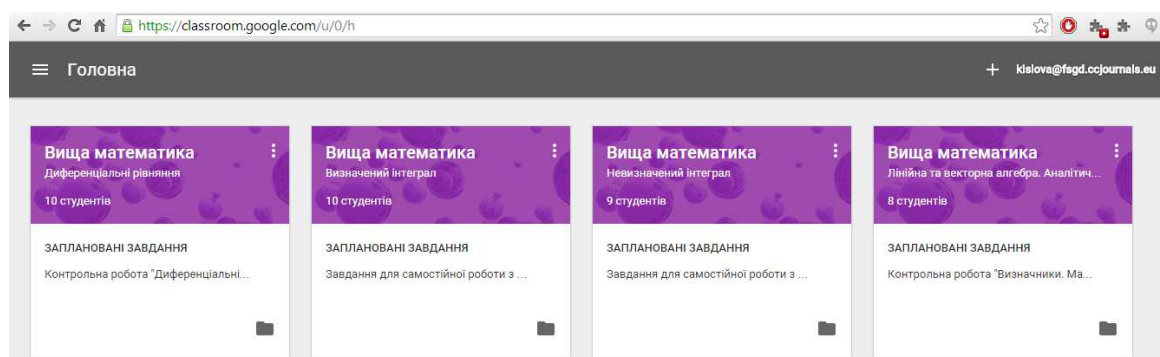 https://classroom.google.com/u/0/h
Головна
kislova@fsgd.ccjournals.eu
Вища математика
Диференціальні рівняння
10 студентів
ЗАПЛАНОВАНІ ЗАВДАННЯ
Контрольна робота "Диференціальні...
Вища математика
Визначений інтеграл
10 студентів
ЗАПЛАНОВАНІ ЗАВДАННЯ
Завдання для самостійної роботи з ...
Вища математика
Невизначений інтеграл
9 студентів
ЗАПЛАНОВАНІ ЗАВДАННЯ
Завдання для самостійної роботи з ...
Вища математика
Лінійна та векторна алгебра. Аналітич...
8 студентів
ЗАПЛАНОВАНІ ЗАВДАННЯ
Контрольна робота "Визначники. Ма...